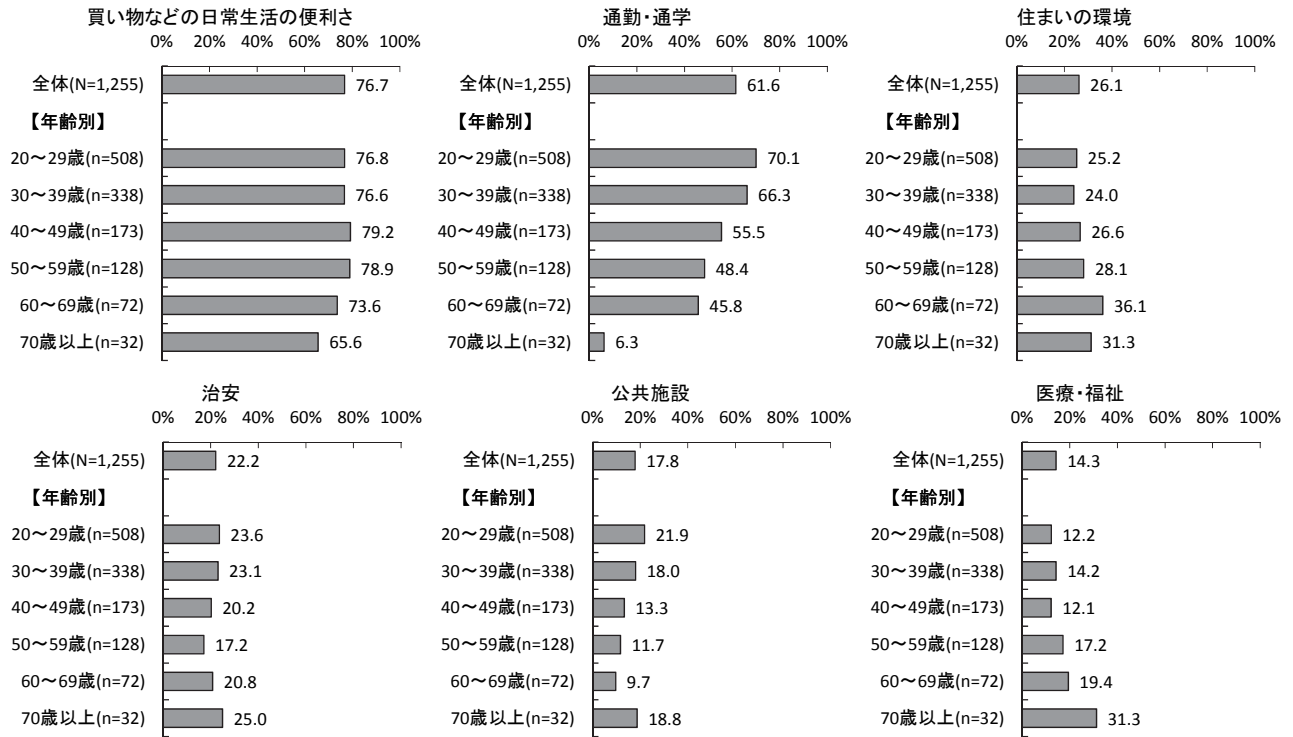 買い物などの日常生活の便利さ
0% 20% 40% 60% 80% 100%
全体(N=1,255) 76.7
【年齢別】
20～29歳(n=508) 76.8
30～39歳(n=338) 76.6
40～49歳(n=173) 79.2
50～59歳(n=128) 78.9
60～69歳(n=72) 73.6
70歳以上(n=32) 65.6
通勤・通学
0% 20% 40% 60% 80% 100%
全体(N=1,255) 61.6
【年齢別】
20～29歳(n=508) 70.1
30～39歳(n=338) 66.3
40～49歳(n=173) 55.5
50～59歳(n=128) 48.4
60～69歳(n=72) 45.8
70歳以上(n=32) 6.3
住まいの環境
0% 20% 40% 60% 80% 100%
全体(N=1,255) 26.1
【年齢別】
20～29歳(n=508) 25.2
30～39歳(n=338) 24.0
40～49歳(n=173) 26.6
50～59歳(n=128) 28.1
60～69歳(n=72) 36.1
70歳以上(n=32) 31.3
治安
0% 20% 40% 60% 80% 100%
全体(N=1,255) 22.2
【年齢別】
20～29歳(n=508) 23.6
30～39歳(n=338) 23.1
40～49歳(n=173) 20.2
50～59歳(n=128) 17.2
60～69歳(n=72) 20.8
70歳以上(n=32) 25.0
公共施設
0% 20% 40% 60% 80% 100%
全体(N=1,255) 17.8
【年齢別】
20～29歳(n=508) 21.9
30～39歳(n=338) 18.0
40～49歳(n=173) 13.3
50～59歳(n=128) 11.7
60～69歳(n=72) 9.7
70歳以上(n=32) 18.8
医療・福祉
0% 20% 40% 60% 80% 100%
全体(N=1,255) 14.3
【年齢別】
20～29歳(n=508) 12.2
30～39歳(n=338) 14.2
40～49歳(n=173) 12.1
50～59歳(n=128) 17.2
60～69歳(n=72) 19.4
70歳以上(n=32) 31.3